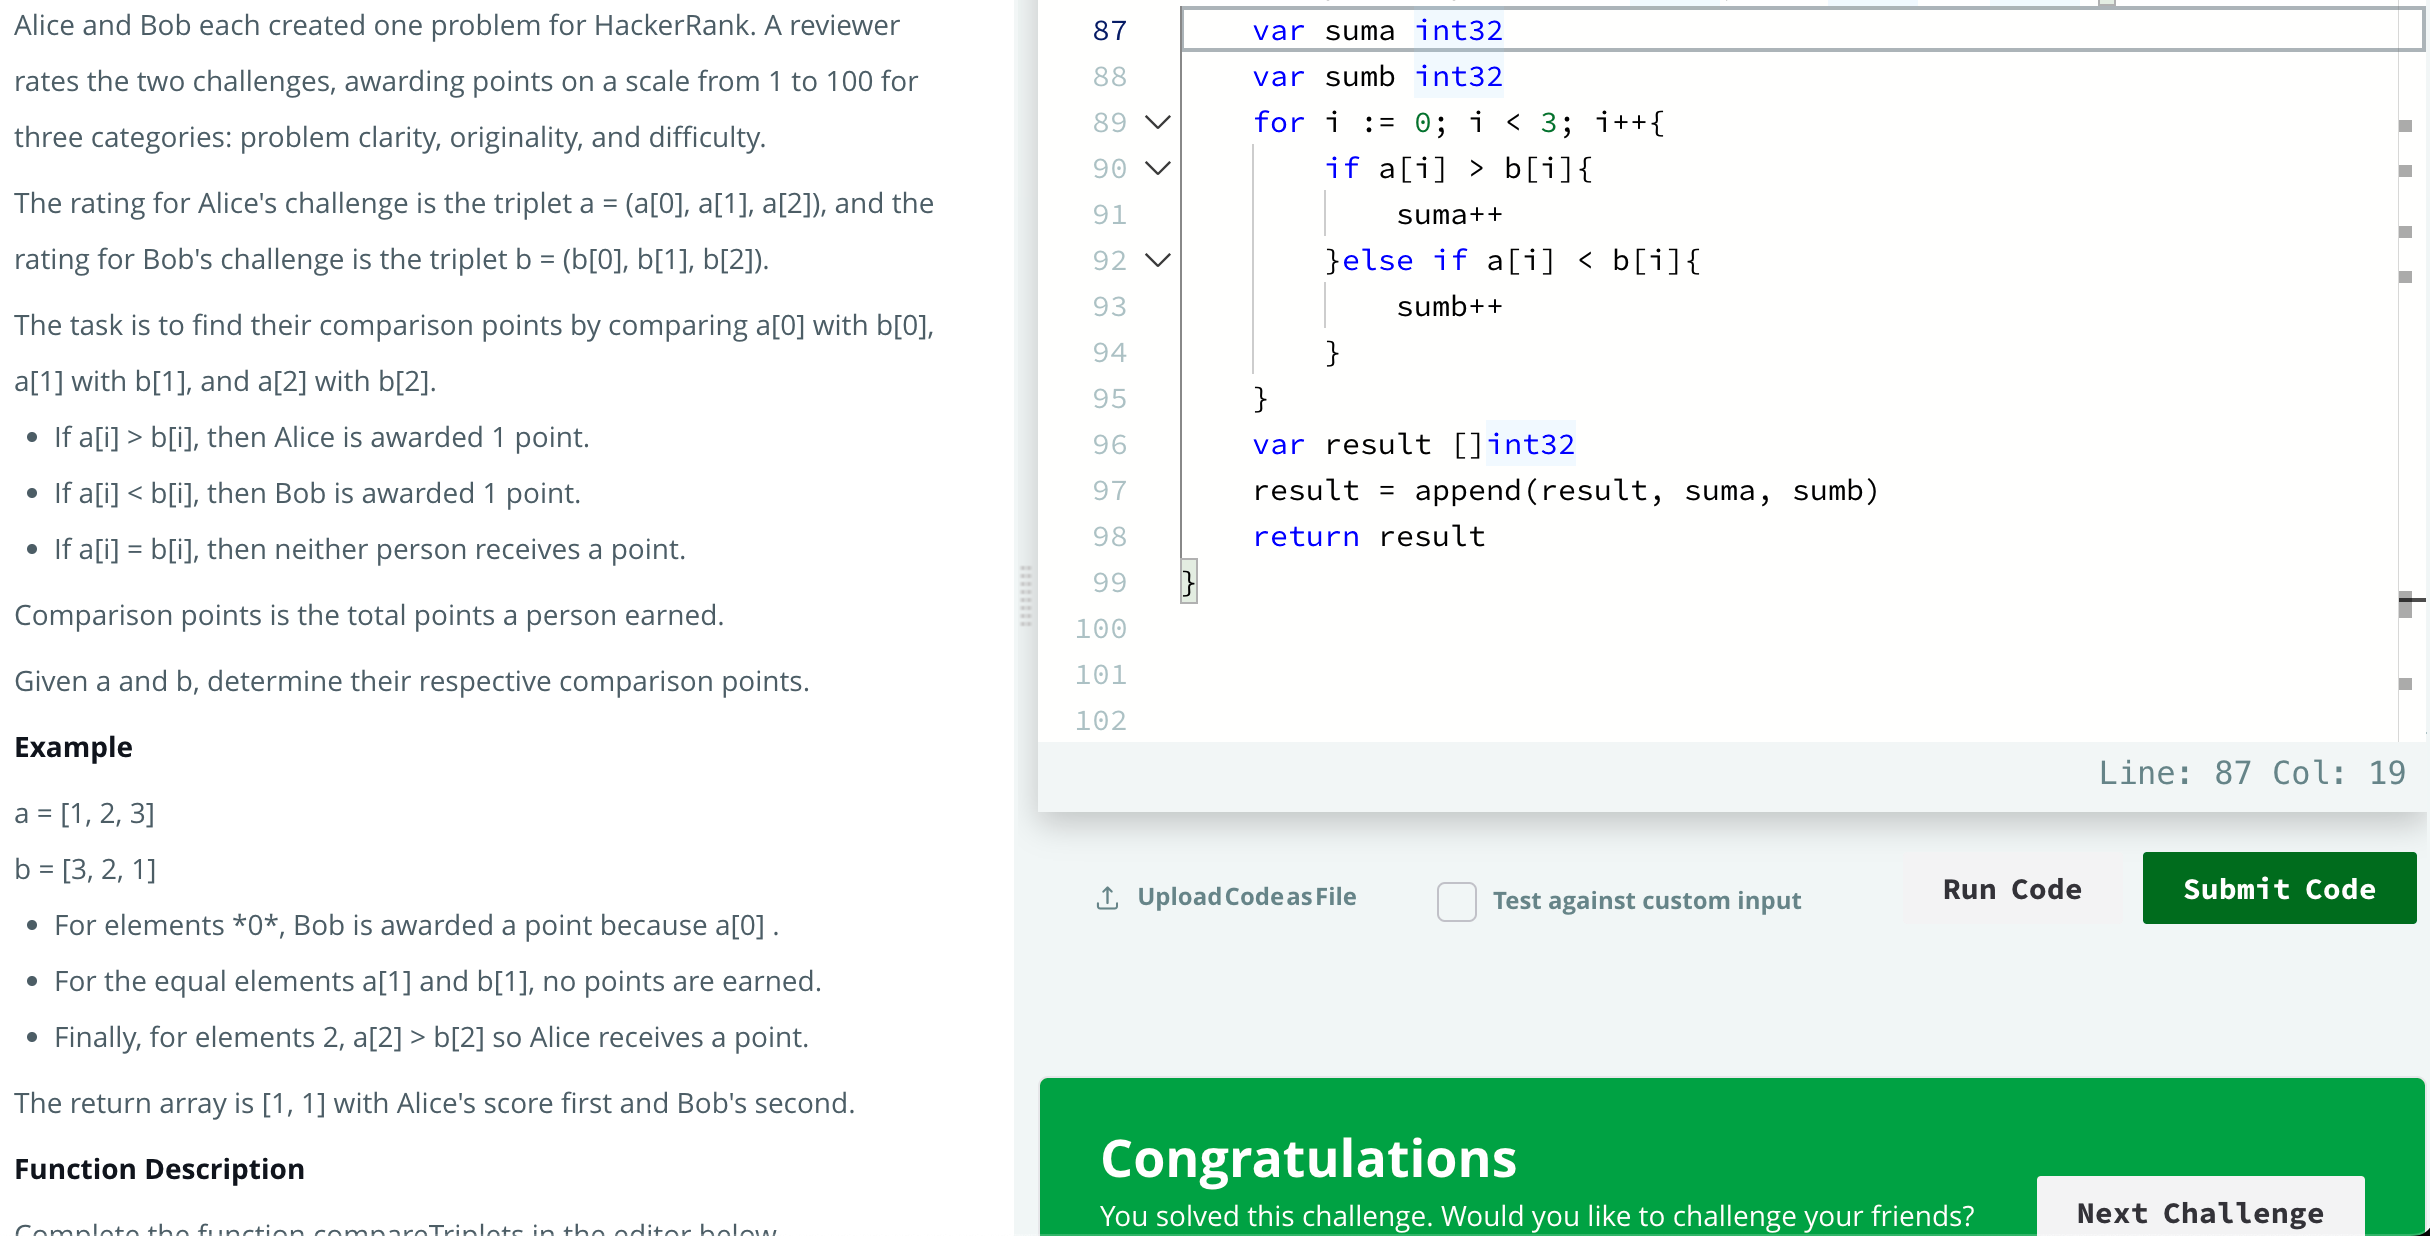 Alice and Bob each created one problem for HackerRank. A reviewer
rates the two challenges, awarding points on a scale from 1 to 100 for
three categories: problem clarity, originality, and difficulty.
The rating for Alice's challenge is the triplet a = (a[0], a[1], a[2]), and the
rating for Bob's challenge is the triplet b = (b[0], b[1], b[2]).
The task is to find their comparison points by comparing a[0] with b[0],
a[1] with b[1], and a[2] with b[2].
• If a[i] > b[i], then Alice is awarded 1 point.
• If a[i] < b[i], then Bob is awarded 1 point.
• If a[i] = b[i], then neither person receives a point.
Comparison points is the total points a person earned.
Given a and b, determine their respective comparison points.
Example
a = [1, 2, 3]
b = [3, 2, 1]
• For elements *0*, Bob is awarded a point because a[0] .
• For the equal elements a[1] and b[1], no points are earned.
• Finally, for elements 2, a[2] > b[2] so Alice receives a point.
The return array is [1, 1] with Alice's score first and Bob's second.
Function Description
Complete the function compareTriplets in the editor below
87 var suma int32
88 var sumb int32
89 for i := 0; i < 3; i++{
90 if a[i] > b[i]{
91 suma++
92 }else if a[i] < b[i]{
93 sumb++
94 }
95 }
96 var result []int32
97 result = append(result, suma, sumb)
98 return result
99 }
100
101
102
Line: 87 Col: 19
Upload Code as File
Test against custom input
Run Code
Submit Code
Congratulations
You solved this challenge. Would you like to challenge your friends?
Next Challenge